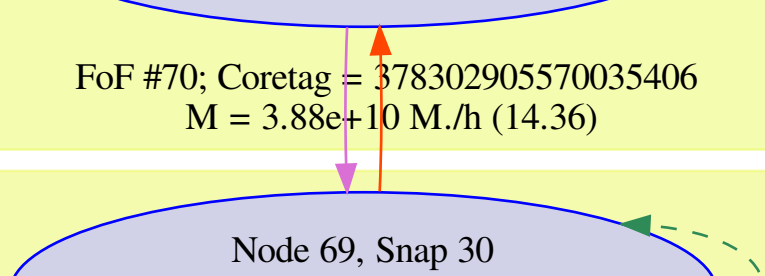 FoF #70; Coretag = 378302905570035406
M = 3.88e+10 M./h (14.36)
Node 69, Snap 30